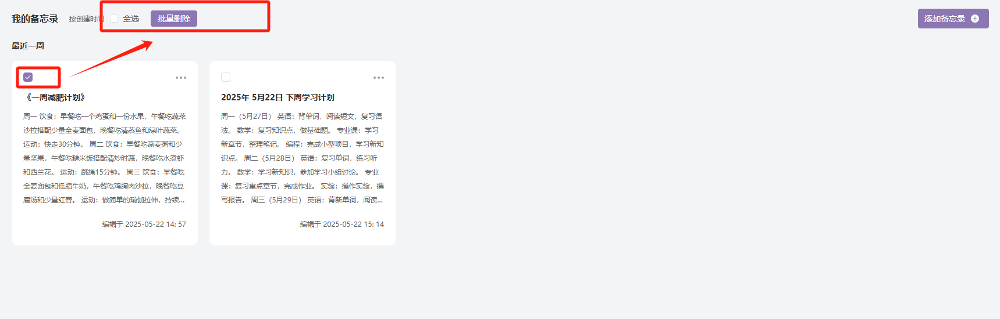 我的备忘录 按创建时间 全选 批量删除 添加备忘录
最近一周
《一周减肥计划》
周一 饮食：早餐吃一个鸡蛋和一份水果，午餐吃蔬菜
沙拉搭配少量全麦面包，晚餐吃清蒸鱼和绿叶蔬菜。
运动：快走30分钟。 周二 饮食：早餐吃燕麦粥和少
量坚果，午餐吃糙米饭搭配清炒时蔬，晚餐吃水煮虾
和西兰花。 运动：跳绳15分钟。 周三 饮食：早餐吃
全麦面包和低脂牛奶，午餐吃鸡胸肉沙拉，晚餐吃豆
腐汤和少量红薯。 运动：做简单的瑜伽拉伸，持续...
编辑于 2025-05-22 14: 57
2025年 5月22日 下周学习计划
周一（5月27日） 英语：背单词，阅读短文，复习语
法。 数学：复习知识点，做基础题。 专业课：学习
新章节，整理笔记。 编程：完成小型项目，学习新知
识点。 周二（5月28日） 英语：复习单词，练习听
力。 数学：学习新知识，参加学习小组讨论。 专业
课：复习重点章节，完成作业。 实验：操作实验，撰
写报告。 周三（5月29日） 英语：背新单词，阅读...
编辑于 2025-05-22 15: 14